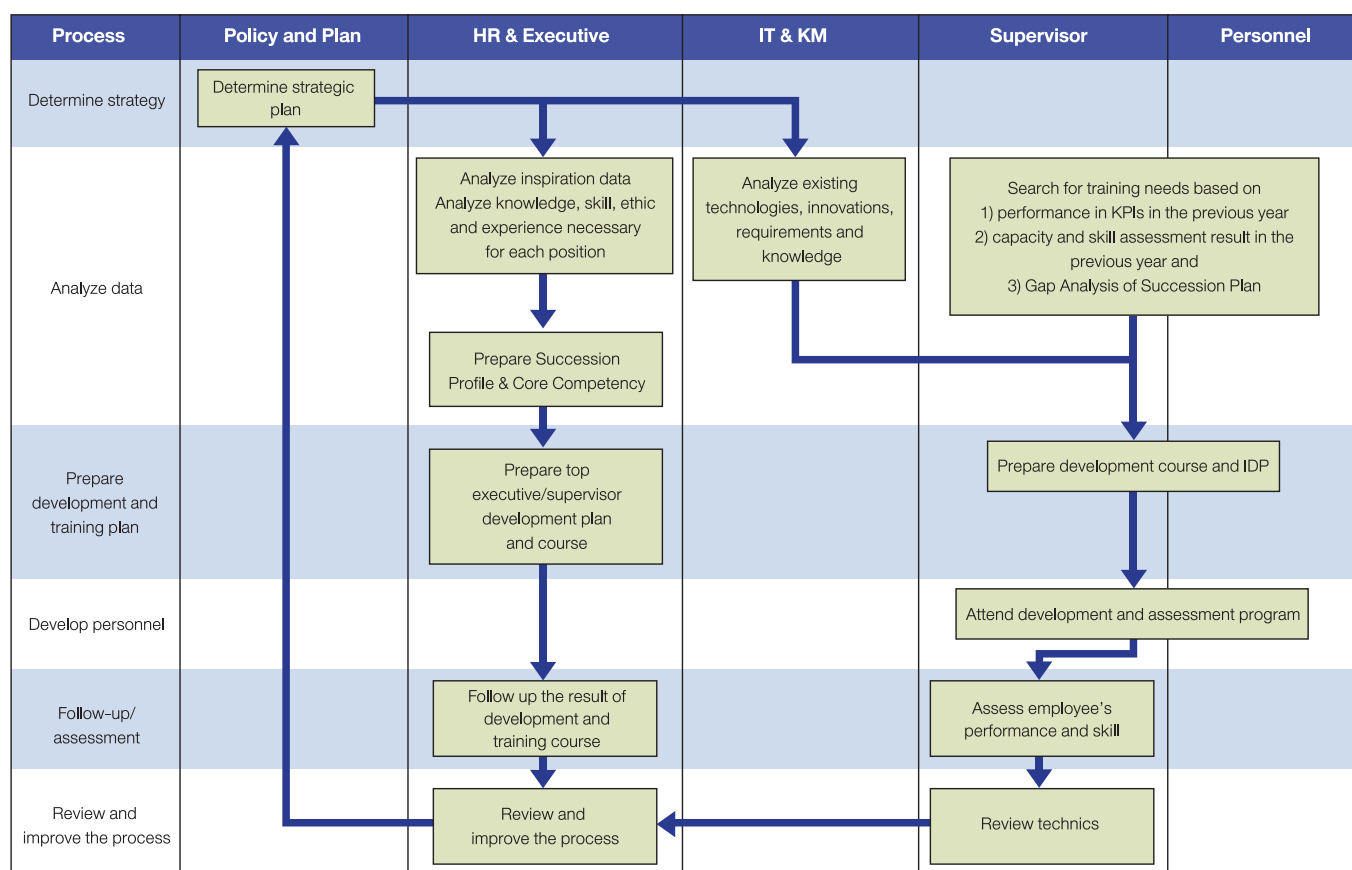 Process
Policy and Plan
HR & Executive
IT & KM
Supervisor
Personnel
Determine strategy
Determine strategic
plan
Analyze data
Analyze inspiration data
Analyze knowledge, skill, ethic
and experience necessary
for each position
Analyze existing
technologies, innovations,
requirements and
knowledge
Search for training needs based on
1) performance in KPIs in the previous year
2) capacity and skill assessment result in the
previous year and
3) Gap Analysis of Succession Plan
Prepare Succession
Profile & Core Competency
Prepare
development and
training plan
Prepare top
executive/supervisor
development plan
and course
Prepare development course and IDP
Develop personnel
Attend development and assessment program
Follow-up/
assessment
Follow up the result of
development and
training course
Assess employee's
performance and skill
Review and
improve the process
Review and
improve the process
Review technics